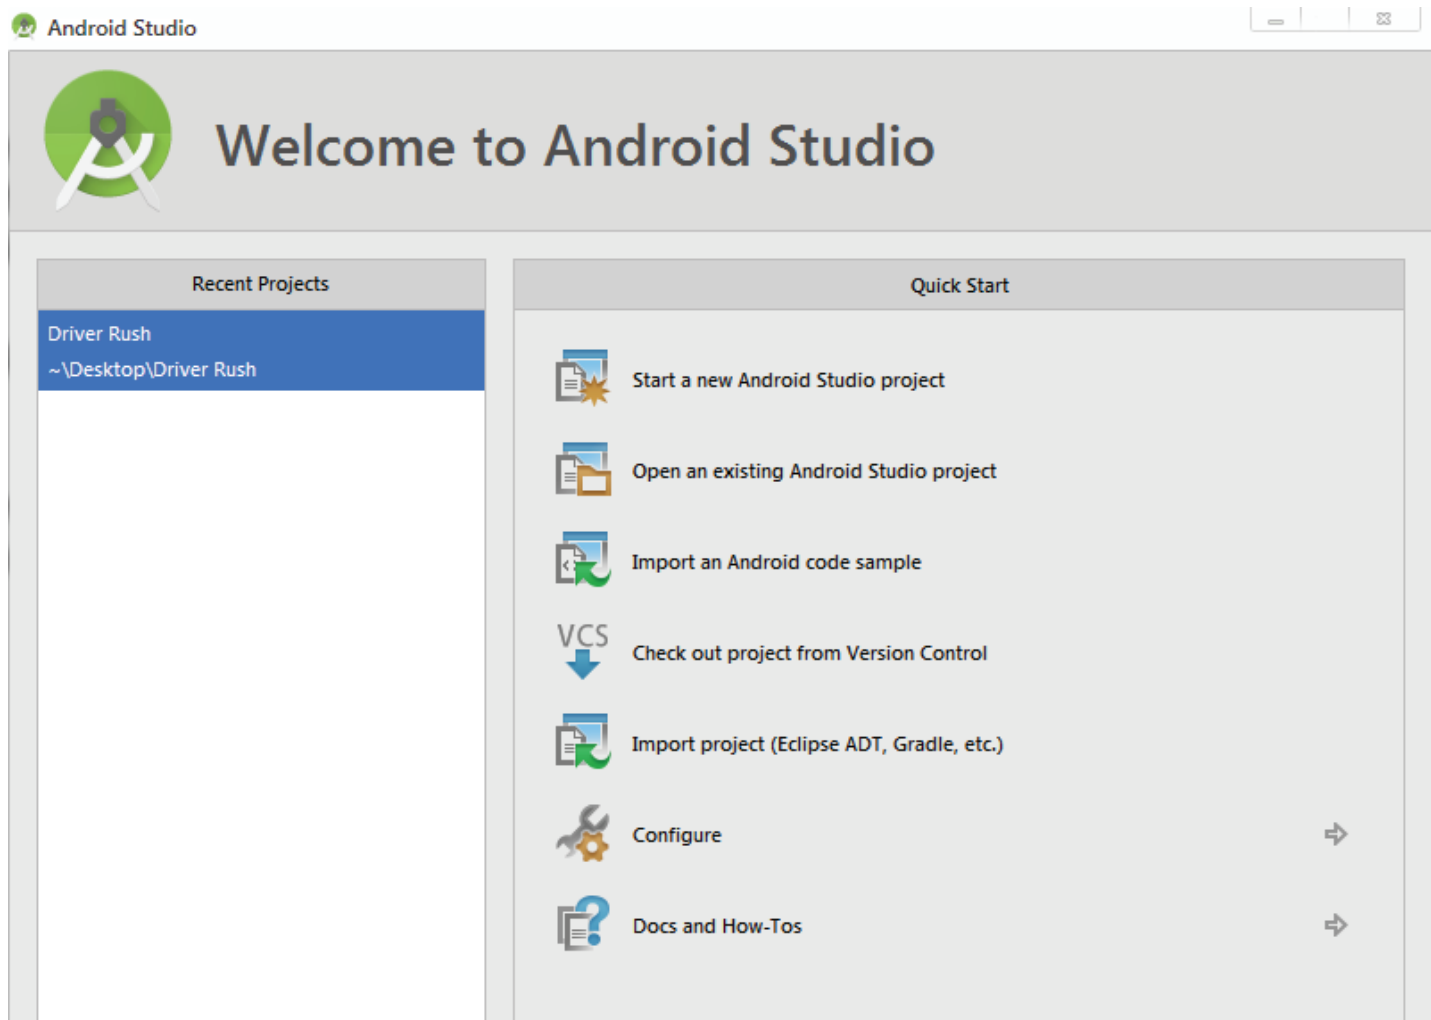 Android Studio
Welcome to Android Studio
Recent Projects
Driver Rush
~\Desktop\Driver Rush
Quick Start
Start a new Android Studio project
Open an existing Android Studio project
Import an Android code sample
VCS
Check out project from Version Control
Import project (Eclipse ADT, Gradle, etc.)
Configure
Docs and How-Tos